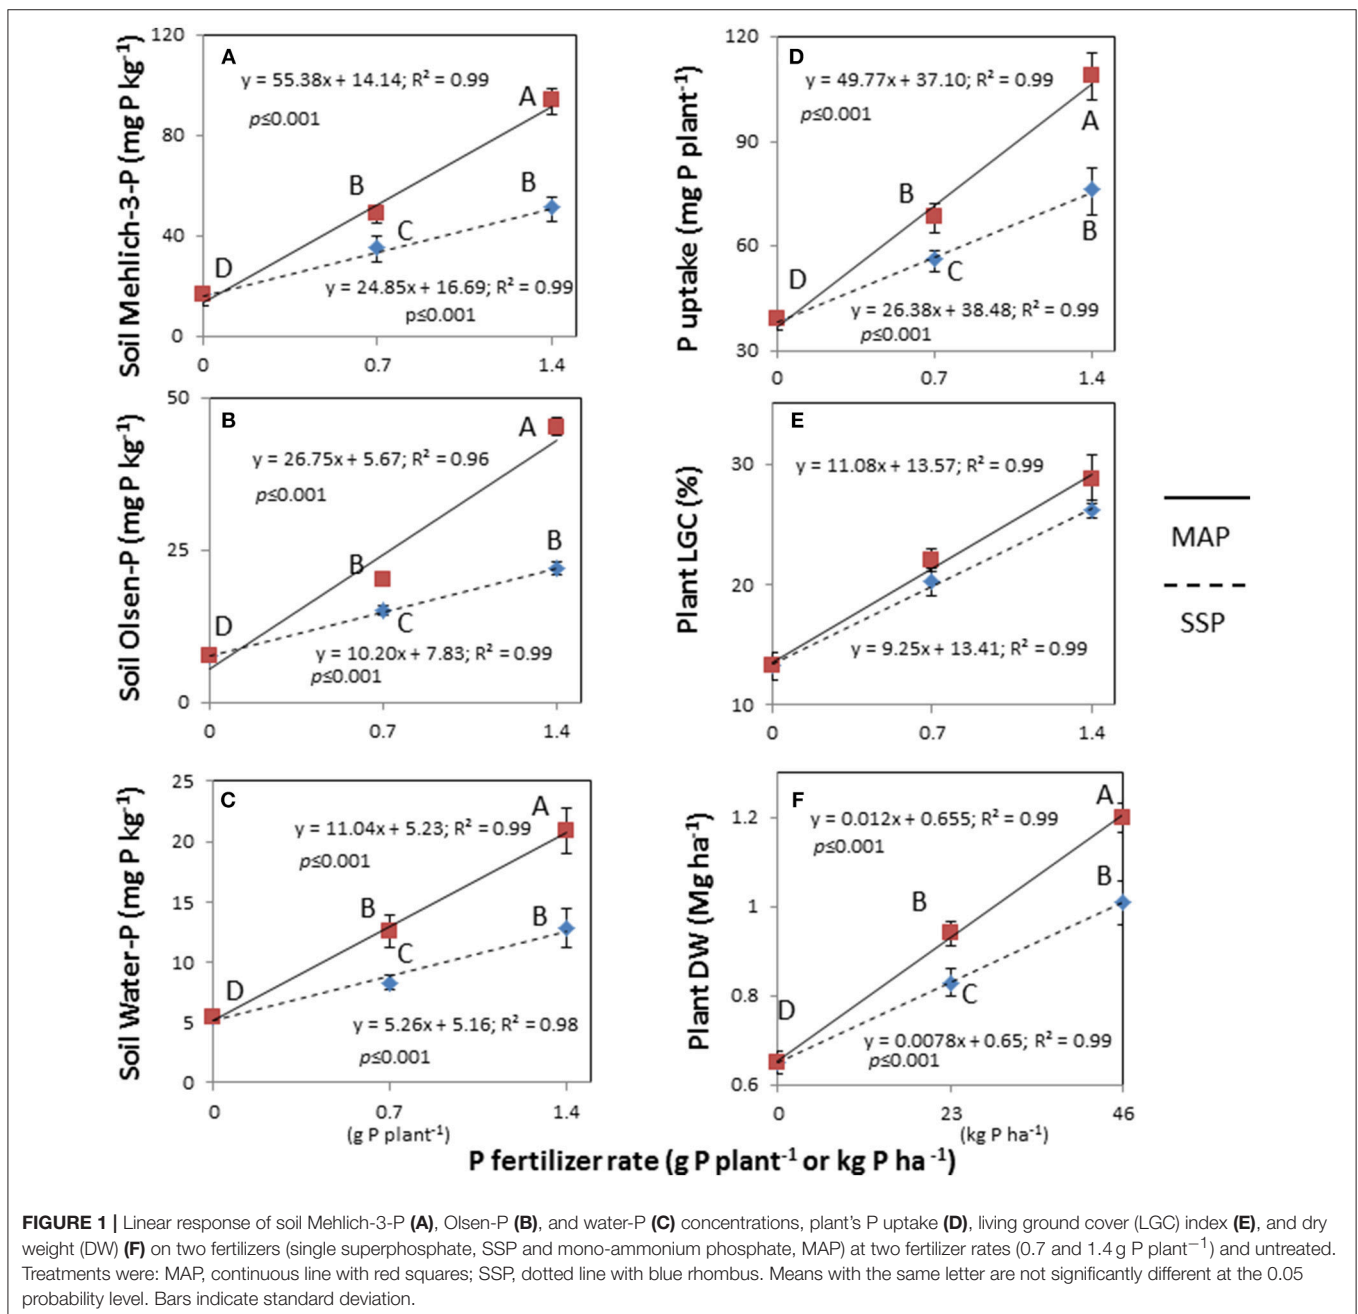 Soil Mehlich-3-P (mg P kg-1)
120
80
40
0
A
y = 55.38x + 14.14; R² = 0.99
p≤0.001
A
B
B
C
D
y = 24.85x + 16.69; R² = 0.99
p≤0.001
0 0.7 1.4
P uptake (mg P plant-1)
120
90
60
30
D
y = 49.77x + 37.10; R² = 0.99
p≤0.001
A
B
B
C
D
y = 26.38x + 38.48; R² = 0.99
p≤0.001
0 0.7 1.4
Soil Olsen-P (mg P kg-1)
50
25
0
B
A
y = 26.75x + 5.67; R² = 0.96
p≤0.001
B
B
D
C
y = 10.20x + 7.83; R² = 0.99
p≤0.001
0 0.7 1.4
Plant LGC (%)
30
20
10
E
y = 11.08x + 13.57; R² = 0.99
y = 9.25x + 13.41; R² = 0.99
0 0.7 1.4
MAP
SSP
Soil Water-P (mg P kg-1)
25
20
15
10
5
0
C
A
y = 11.04x + 5.23; R² = 0.99
p≤0.001
B
B
C
D
y = 5.26x + 5.16; R² = 0.98
p≤0.001
0 0.7 1.4
(g P plant-1)
Plant DW (Mg ha-1)
1.2
1
0.8
0.6
F
A
y = 0.012x + 0.655; R² = 0.99
p≤0.001
B
B
C
D
y = 0.0078x + 0.65; R² = 0.99
p≤0.001
0 23 46
(kg P ha-1)
P fertilizer rate (g P plant-1 or kg P ha -1)
FIGURE 1 | Linear response of soil Mehlich-3-P (A), Olsen-P (B), and water-P (C) concentrations, plant's P uptake (D), living ground cover (LGC) index (E), and dry
weight (DW) (F) on two fertilizers (single superphosphate, SSP and mono-ammonium phosphate, MAP) at two fertilizer rates (0.7 and 1.4 g P plant−1) and untreated.
Treatments were: MAP, continuous line with red squares; SSP, dotted line with blue rhombus. Means with the same letter are not significantly different at the 0.05
probability level. Bars indicate standard deviation.